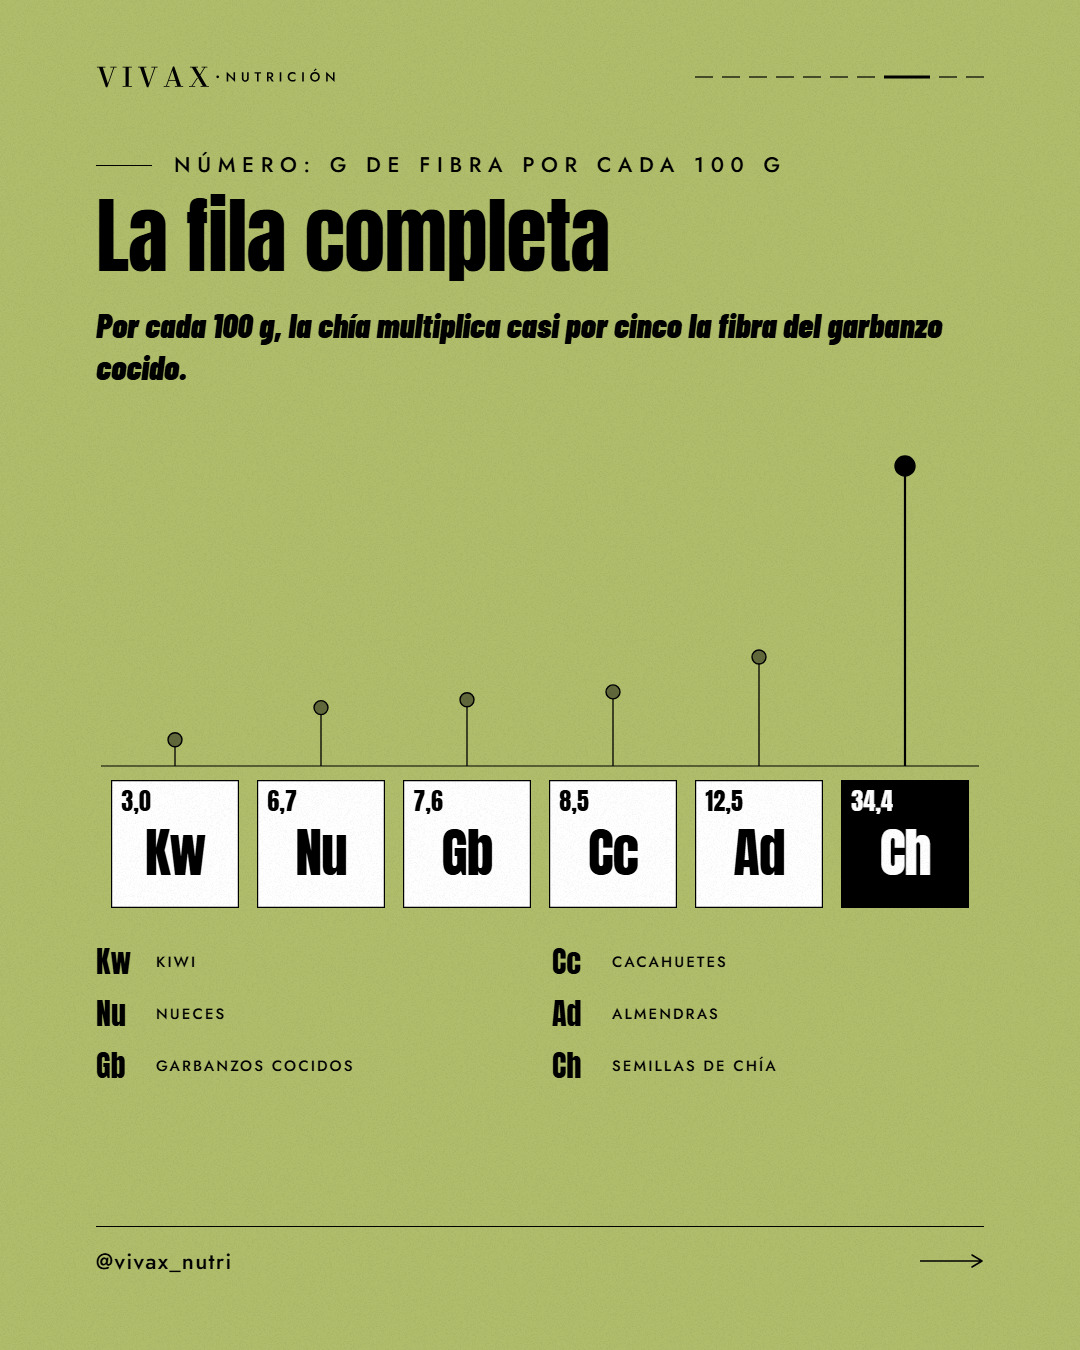 VIVAX·NUTRICIÓN
NÚMERO: G DE FIBRA POR CADA 100 G
La fila completa
Por cada 100 g, la chía multiplica casi por cinco la fibra del garbanzo
cocido.
3,0
Kw
6,7
Nu
7,6
Gb
8,5
Cc
12,5
Ad
34,4
Ch
Kw KIWI
Nu NUECES
Gb GARBANZOS COCIDOS
Cc CACAHUETES
Ad ALMENDRAS
Ch SEMILLAS DE CHÍA
@vivax_nutri